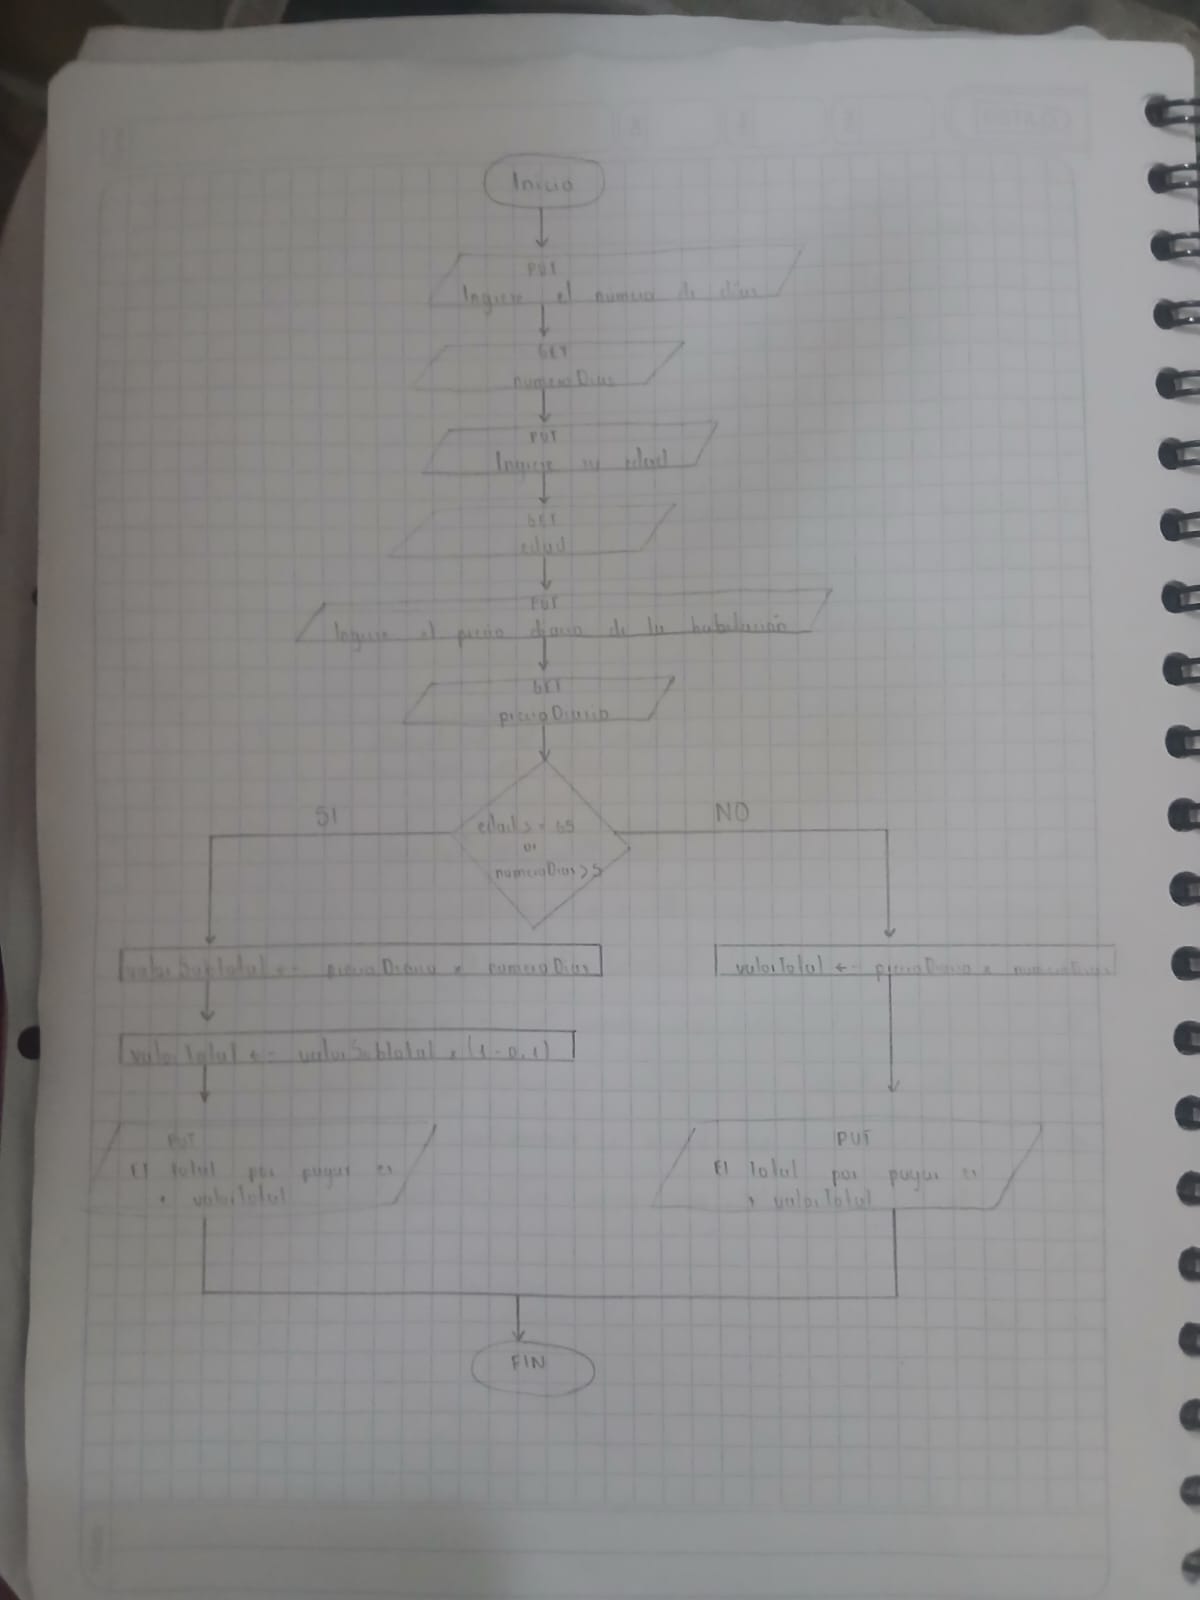 Inicio
PUT
Ingrese el numero de dias
GET
numeroDias
PUT
Ingrese su edad
GET
edad
PUT
Ingrese el precio diario de la habitación
GET
precioDiario
SI
NO
edad > = 65
or
numeroDias > 5
valorSubTotal ← precioDiario * numeroDias
valorTotal ← precioDiario * numeroDias
valorTotal ← valorSubTotal * (1 - 0,1)
PUT
El total por pagar es
+ valorTotal
PUT
El total por pagar es
+ valorTotal
FIN